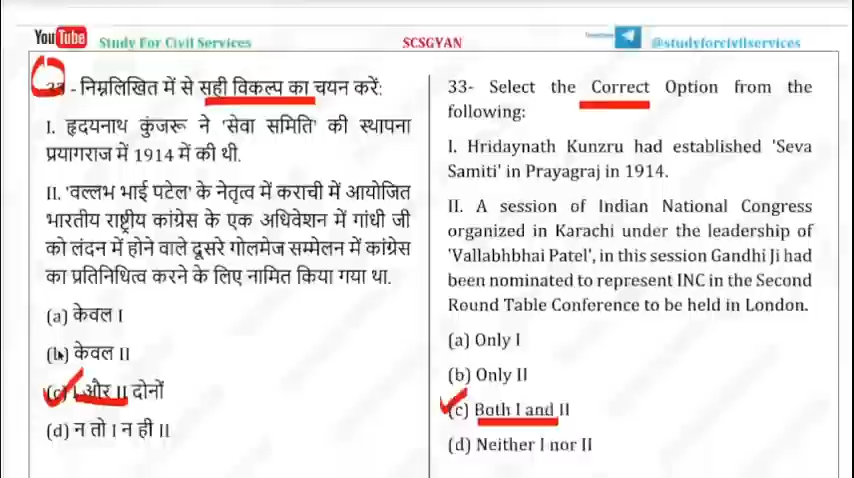 YouTube Study For Civil Services
SCSGYAN
@studyforcivilservices
33 - निम्नलिखित में से सही विकल्प का चयन करें:
I. हृदयनाथ कुंजरू ने 'सेवा समिति' की स्थापना
प्रयागराज में 1914 में की थी.
II. 'वल्लभ भाई पटेल' के नेतृत्व में कराची में आयोजित
भारतीय राष्ट्रीय कांग्रेस के एक अधिवेशन में गांधी जी
को लंदन में होने वाले दूसरे गोलमेज सम्मेलन में कांग्रेस
का प्रतिनिधित्व करने के लिए नामित किया गया था.
(a) केवल I
(b) केवल II
(c) I और II दोनों
(d) न तो I न ही II
33- Select the Correct Option from the
following:
I. Hridaynath Kunzru had established 'Seva
Samiti' in Prayagraj in 1914.
II. A session of Indian National Congress
organized in Karachi under the leadership of
'Vallabhbhai Patel', in this session Gandhi Ji had
been nominated to represent INC in the Second
Round Table Conference to be held in London.
(a) Only I
(b) Only II
(c) Both I and II
(d) Neither I nor II